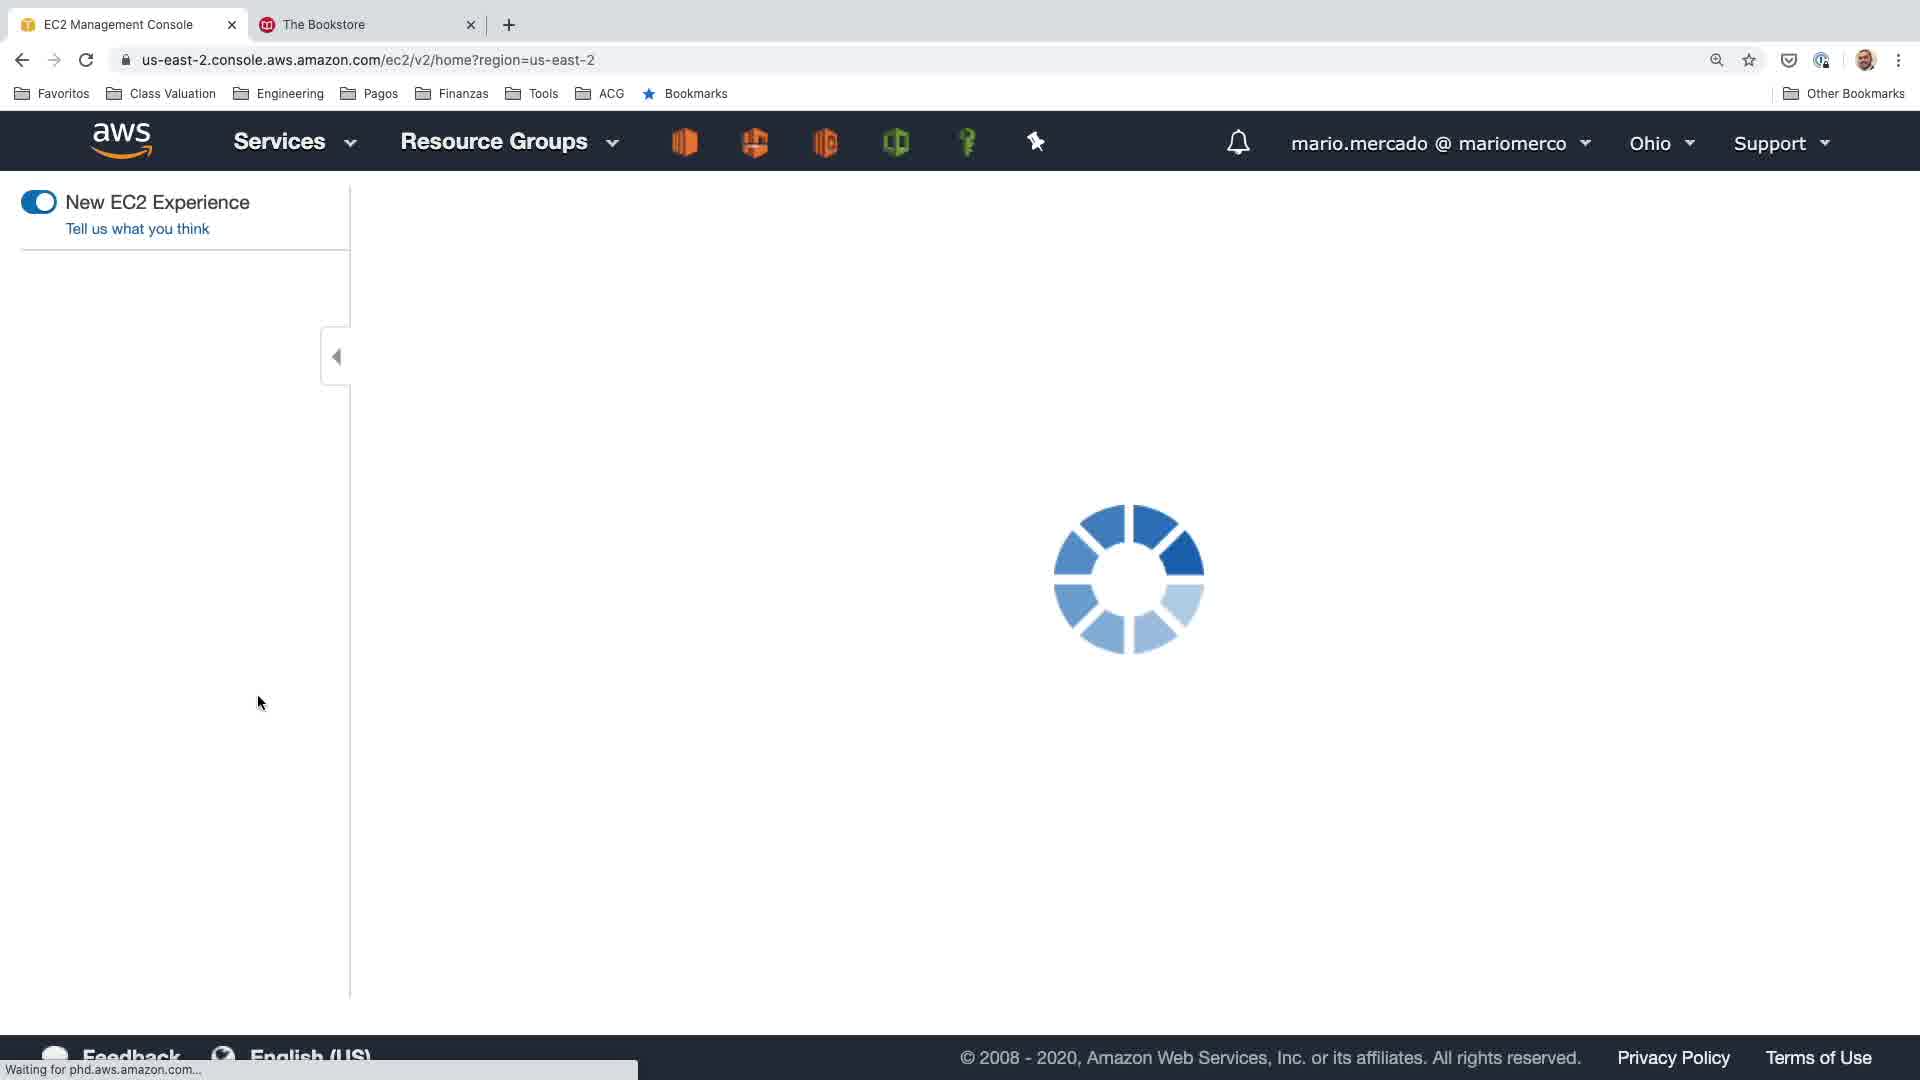 EC2 Management Console
The Bookstore
us-east-2.console.aws.amazon.com/ec2/v2/home?region=us-east-2
Favoritos Class Valuation Engineering Pagos Finanzas Tools ACG Bookmarks Other Bookmarks
aws Services Resource Groups mario.mercado @ mariomerco Ohio Support
New EC2 Experience
Tell us what you think
Feedback English (US) © 2008 - 2020, Amazon Web Services, Inc. or its affiliates. All rights reserved. Privacy Policy Terms of Use
Waiting for phd.aws.amazon.com...